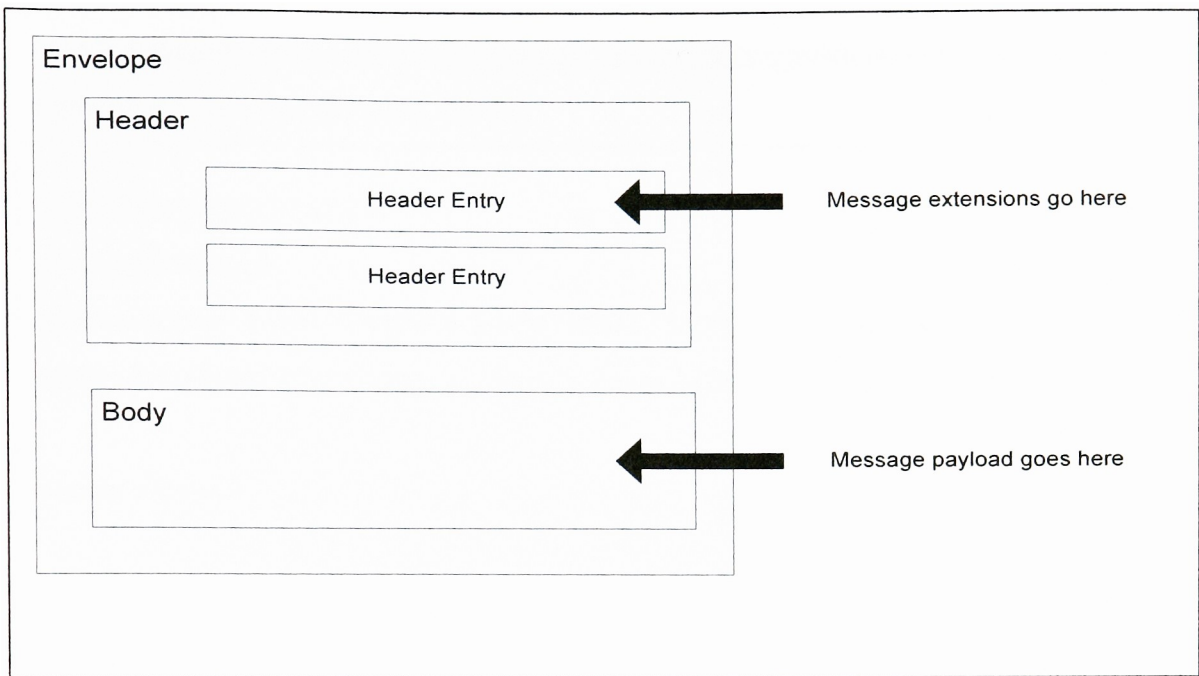 Envelope
Header
Header Entry
Message extensions go here
Header Entry
Body
Message payload goes here